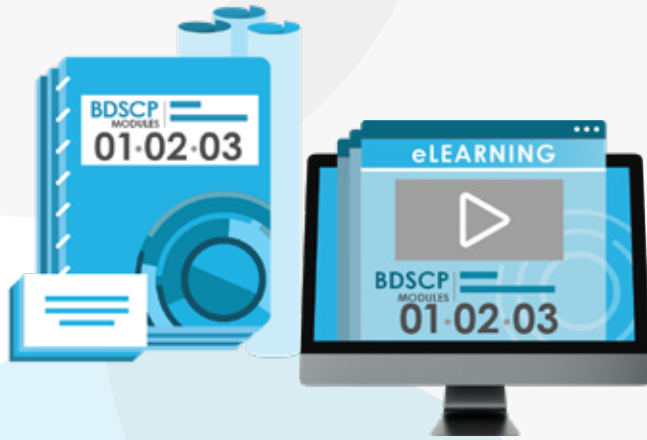 BDSCP
MODULES
01·02·03
eLEARNING
BDSCP
MODULES
01·02·03